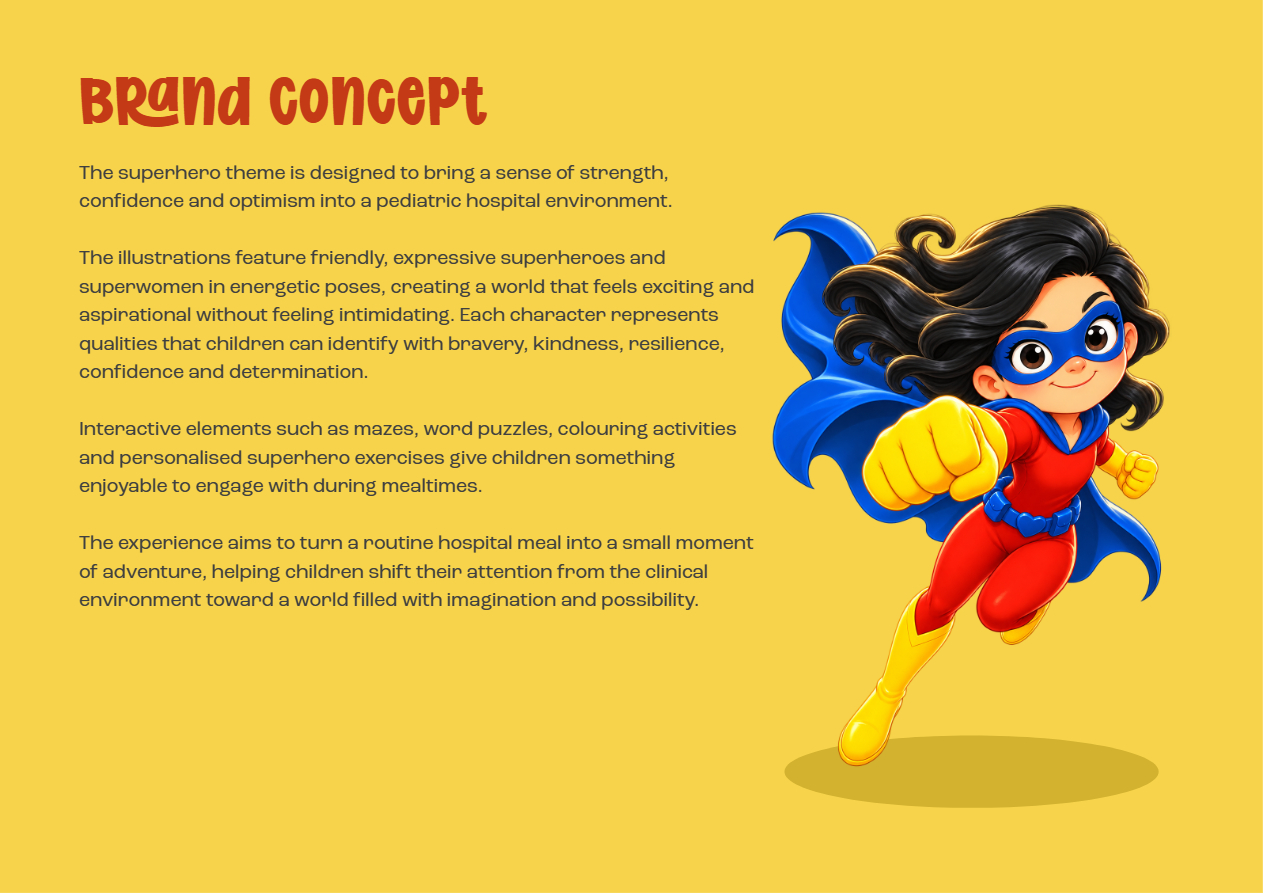 Brand concept
The superhero theme is designed to bring a sense of strength,
confidence and optimism into a pediatric hospital environment.
The illustrations feature friendly, expressive superheroes and
superwomen in energetic poses, creating a world that feels exciting and
aspirational without feeling intimidating. Each character represents
qualities that children can identify with bravery, kindness, resilience,
confidence and determination.
Interactive elements such as mazes, word puzzles, colouring activities
and personalised superhero exercises give children something
enjoyable to engage with during mealtimes.
The experience aims to turn a routine hospital meal into a small moment
of adventure, helping children shift their attention from the clinical
environment toward a world filled with imagination and possibility.